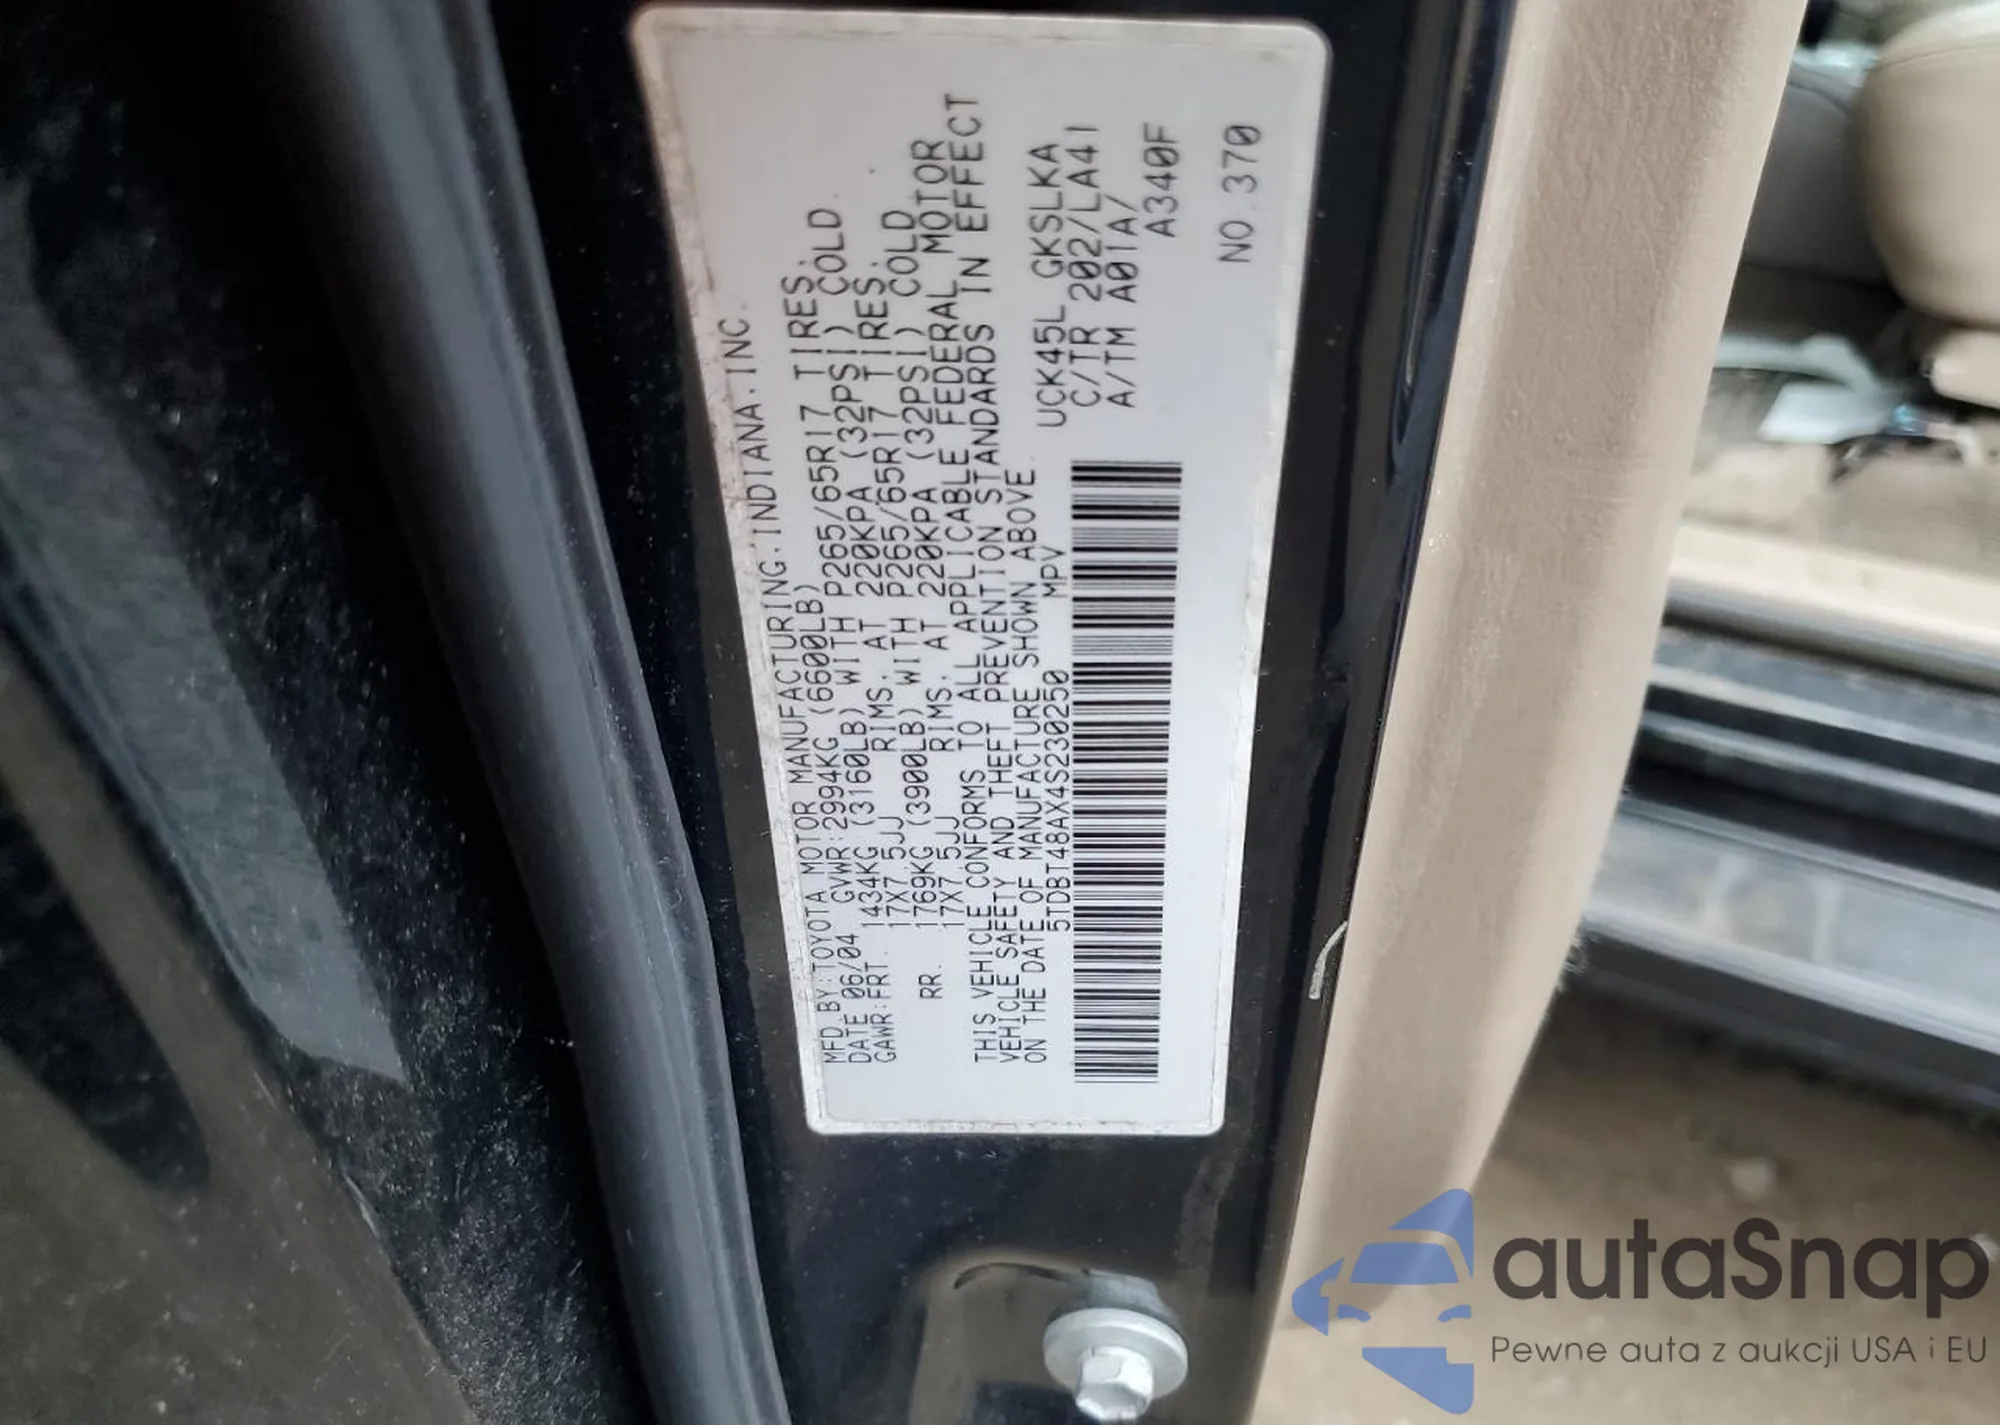 MFD.BY:TOYOTA MOTOR MANUFACTURING.INDIANA.INC.
DATE 06/04 GVWR:2994KG (6600LB)
GAWR:FRT. 1434KG (3160LB) WITH P265/65R17 TIRES.
17X7.5JJ RIMS. AT 220KPA (32PSI) COLD.
RR. 1769KG (3900LB) WITH P265/65R17 TIRES.
17X7.5JJ RIMS. AT 220KPA (32PSI) COLD
THIS VEHICLE CONFORMS TO ALL APPLICABLE FEDERAL MOTOR
VEHICLE SAFETY AND THEFT PREVENTION STANDARDS IN EFFECT
ON THE DATE OF MANUFACTURE SHOWN ABOVE.
5TDBT48AX4S230250 MPV
UCK45L GKSLKA
C/TR 202/LA41
A/TM A01A/
A340F
NO.370
autaSnap
Pewne auta z aukcji USA i EU